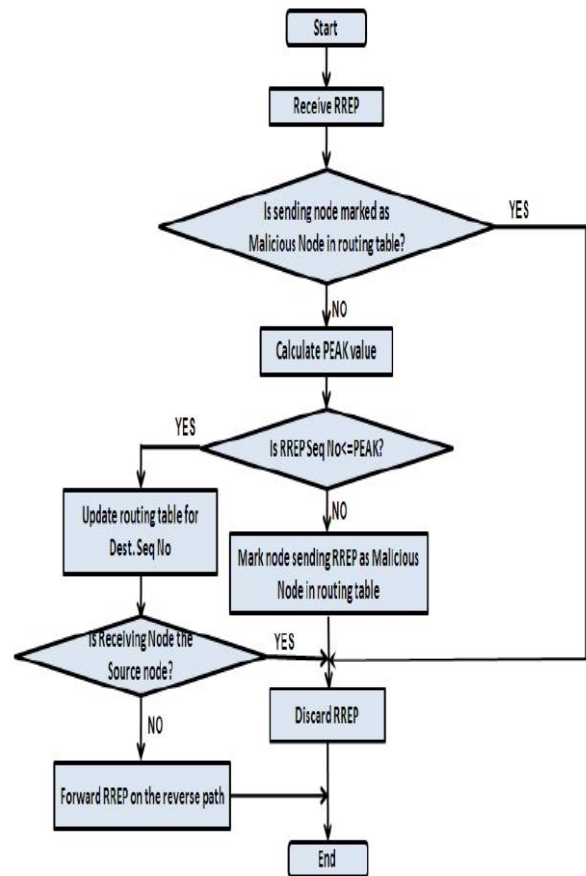 Start
Receive RREP
Is sending node marked as
Malicious Node in routing table?
YES
NO
Calculate PEAK value
YES
Is RREP Seq No<=PEAK?
NO
Update routing table for
Dest. Seq No
Mark node sending RREP as Malicious
Node in routing table
Is Receiving Node the
Source node?
YES
NO
Discard RREP
Forward RREP on the reverse path
End